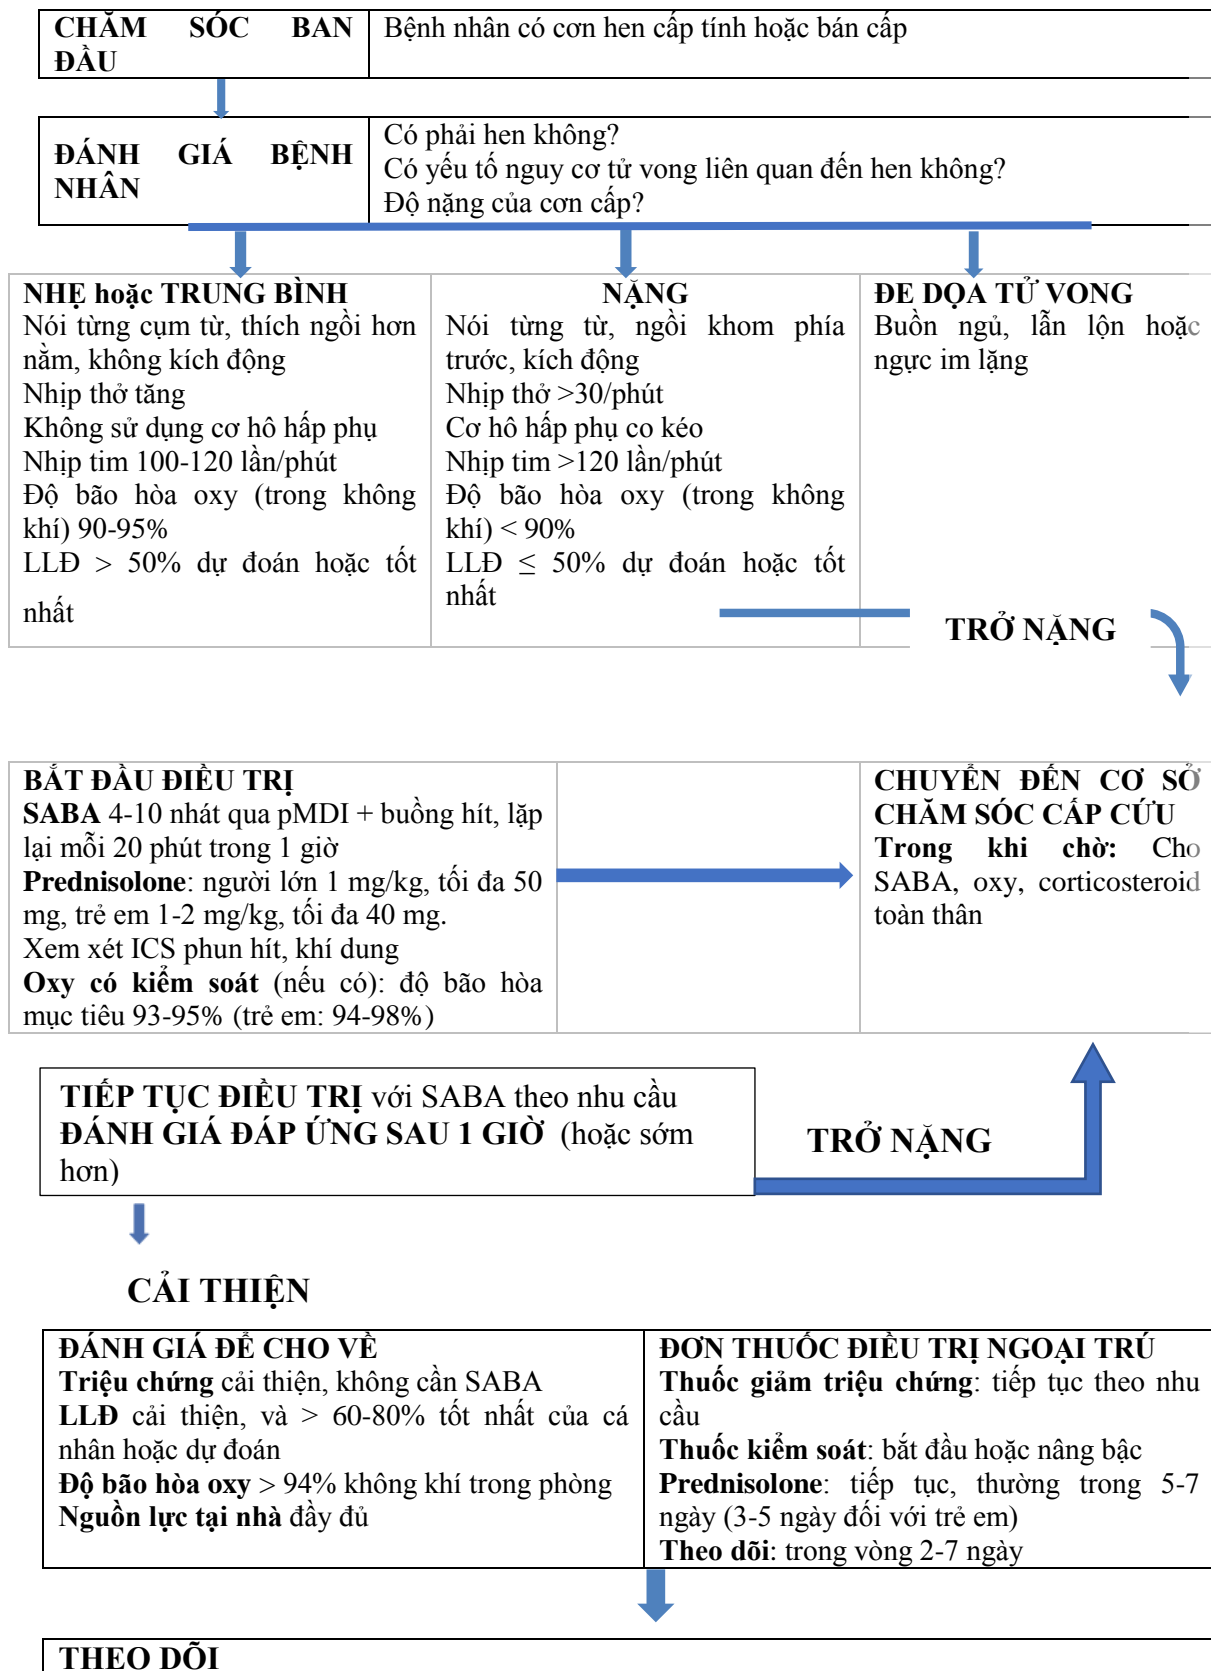 CHĂM SÓC BAN
ĐẦU
Bệnh nhân có cơn hen cấp tính hoặc bán cấp
ĐÁNH GIÁ BỆNH
NHÂN
Có phải hen không?
Có yếu tố nguy cơ tử vong liên quan đến hen không?
Độ nặng của cơn cấp?
NHẸ hoặc TRUNG BÌNH
Nói từng cụm từ, thích ngồi hơn
nằm, không kích động
Nhịp thở tăng
Không sử dụng cơ hô hấp phụ
Nhịp tim 100-120 lần/phút
Độ bão hòa oxy (trong không
khí) 90-95%
LLĐ > 50% dự đoán hoặc tốt
nhất
NẶNG
Nói từng từ, ngồi khom phía
trước, kích động
Nhịp thở >30/phút
Cơ hô hấp phụ co kéo
Nhịp tim >120 lần/phút
Độ bão hòa oxy (trong không
khí) < 90%
LLĐ ≤ 50% dự đoán hoặc tốt
nhất
ĐE DỌA TỬ VONG
Buồn ngủ, lẫn lộn hoặc
ngực im lặng
TRỞ NẶNG
BẮT ĐẦU ĐIỀU TRỊ
SABA 4-10 nhát qua pMDI + buồng hít, lặp
lại mỗi 20 phút trong 1 giờ
Prednisolone: người lớn 1 mg/kg, tối đa 50
mg, trẻ em 1-2 mg/kg, tối đa 40 mg.
Xem xét ICS phun hít, khí dung
Oxy có kiểm soát (nếu có): độ bão hòa
mục tiêu 93-95% (trẻ em: 94-98%)
CHUYỂN ĐẾN CƠ SỞ
CHĂM SÓC CẤP CỨU
Trong khi chờ: Cho
SABA, oxy, corticosteroid
toàn thân
TIẾP TỤC ĐIỀU TRỊ với SABA theo nhu cầu
ĐÁNH GIÁ ĐÁP ỨNG SAU 1 GIỜ (hoặc sớm
hơn)
TRỞ NẶNG
CẢI THIỆN
ĐÁNH GIÁ ĐỂ CHO VỀ
Triệu chứng cải thiện, không cần SABA
LLĐ cải thiện, và > 60-80% tốt nhất của cá
nhân hoặc dự đoán
Độ bão hòa oxy > 94% không khí trong phòng
Nguồn lực tại nhà đầy đủ
ĐƠN THUỐC ĐIỀU TRỊ NGOẠI TRÚ
Thuốc giảm triệu chứng: tiếp tục theo nhu
cầu
Thuốc kiểm soát: bắt đầu hoặc nâng bậc
Prednisolone: tiếp tục, thường trong 5-7
ngày (3-5 ngày đối với trẻ em)
Theo dõi: trong vòng 2-7 ngày
THEO DÕI